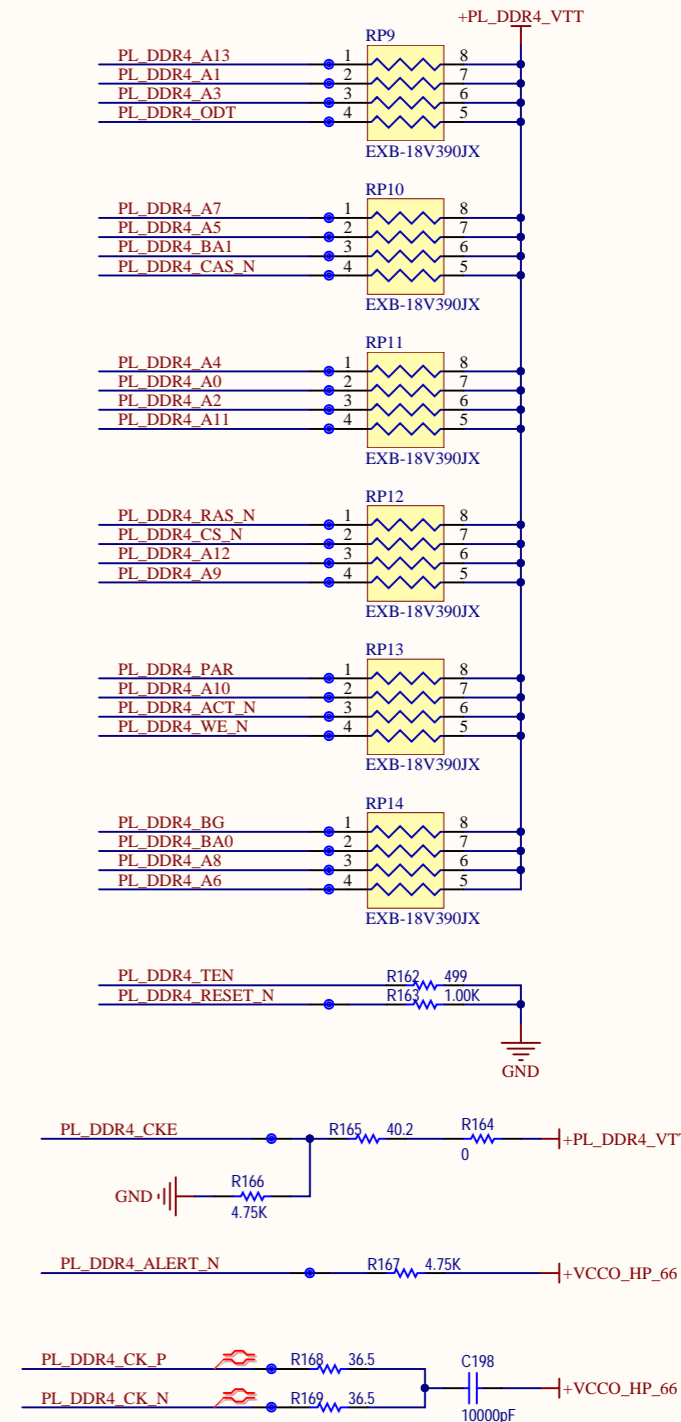 +PL_DDR4_VTT
RP9
PL_DDR4_A13 1 8
PL_DDR4_A1 2 7
PL_DDR4_A3 3 6
PL_DDR4_ODT 4 5
EXB-18V390JX
RP10
PL_DDR4_A7 1 8
PL_DDR4_A5 2 7
PL_DDR4_BA1 3 6
PL_DDR4_CAS_N 4 5
EXB-18V390JX
RP11
PL_DDR4_A4 1 8
PL_DDR4_A0 2 7
PL_DDR4_A2 3 6
PL_DDR4_A11 4 5
EXB-18V390JX
RP12
PL_DDR4_RAS_N 1 8
PL_DDR4_CS_N 2 7
PL_DDR4_A12 3 6
PL_DDR4_A9 4 5
EXB-18V390JX
RP13
PL_DDR4_PAR 1 8
PL_DDR4_A10 2 7
PL_DDR4_ACT_N 3 6
PL_DDR4_WE_N 4 5
EXB-18V390JX
RP14
PL_DDR4_BG 1 8
PL_DDR4_BA0 2 7
PL_DDR4_A8 3 6
PL_DDR4_A6 4 5
EXB-18V390JX
PL_DDR4_TEN R162 499
PL_DDR4_RESET_N R163 1.00K
GND
PL_DDR4_CKE R165 40.2 R164
0 +PL_DDR4_VT
R166
GND
4.75K
PL_DDR4_ALERT_N R167 4.75K
+VCCO_HP_66
PL_DDR4_CK_P R168 36.5 C198
+VCCO_HP_66
PL_DDR4_CK_N R169 36.5
10000pF